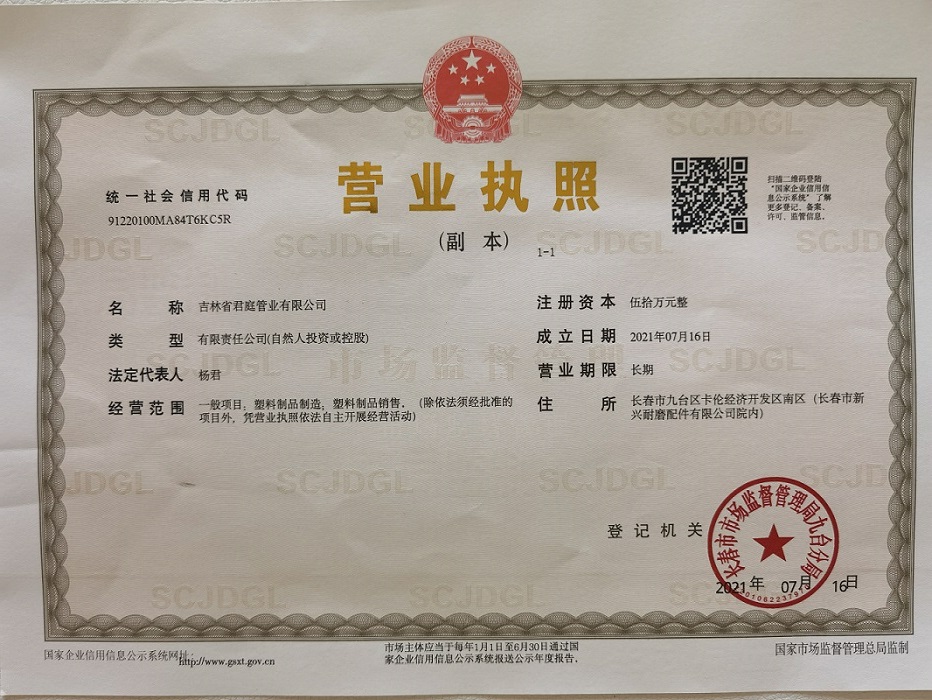 营业执照
(副 本)
1-1
统一社会信用代码
91220100MA84T6KC5R
扫描二维码登陆
“国家企业信用信
息公示系统”了解
更多登记、备案、
许可、监管信息。
名 称 吉林省君庭管业有限公司
类 型 有限责任公司(自然人投资或控股)
法定代表人 杨君
经营范围 一般项目：塑料制品制造，塑料制品销售。（除依法须经批准的
项目外，凭营业执照依法自主开展经营活动）
注册资本 伍拾万元整
成立日期 2021年07月16日
营业期限 长期
住 所 长春市九台区卡伦经济开发区南区（长春市新
兴耐磨配件有限公司院内）
SCJDGL
市场监督管理
登记机关
长春市市场监督管理局九台分局
2021年 07月 16日
国家企业信用信息公示系统网址：
http://www.gsxt.gov.cn
市场主体应当于每年1月1日至6月30日通过国
家企业信用信息公示系统报送公示年度报告。
国家市场监督管理总局监制